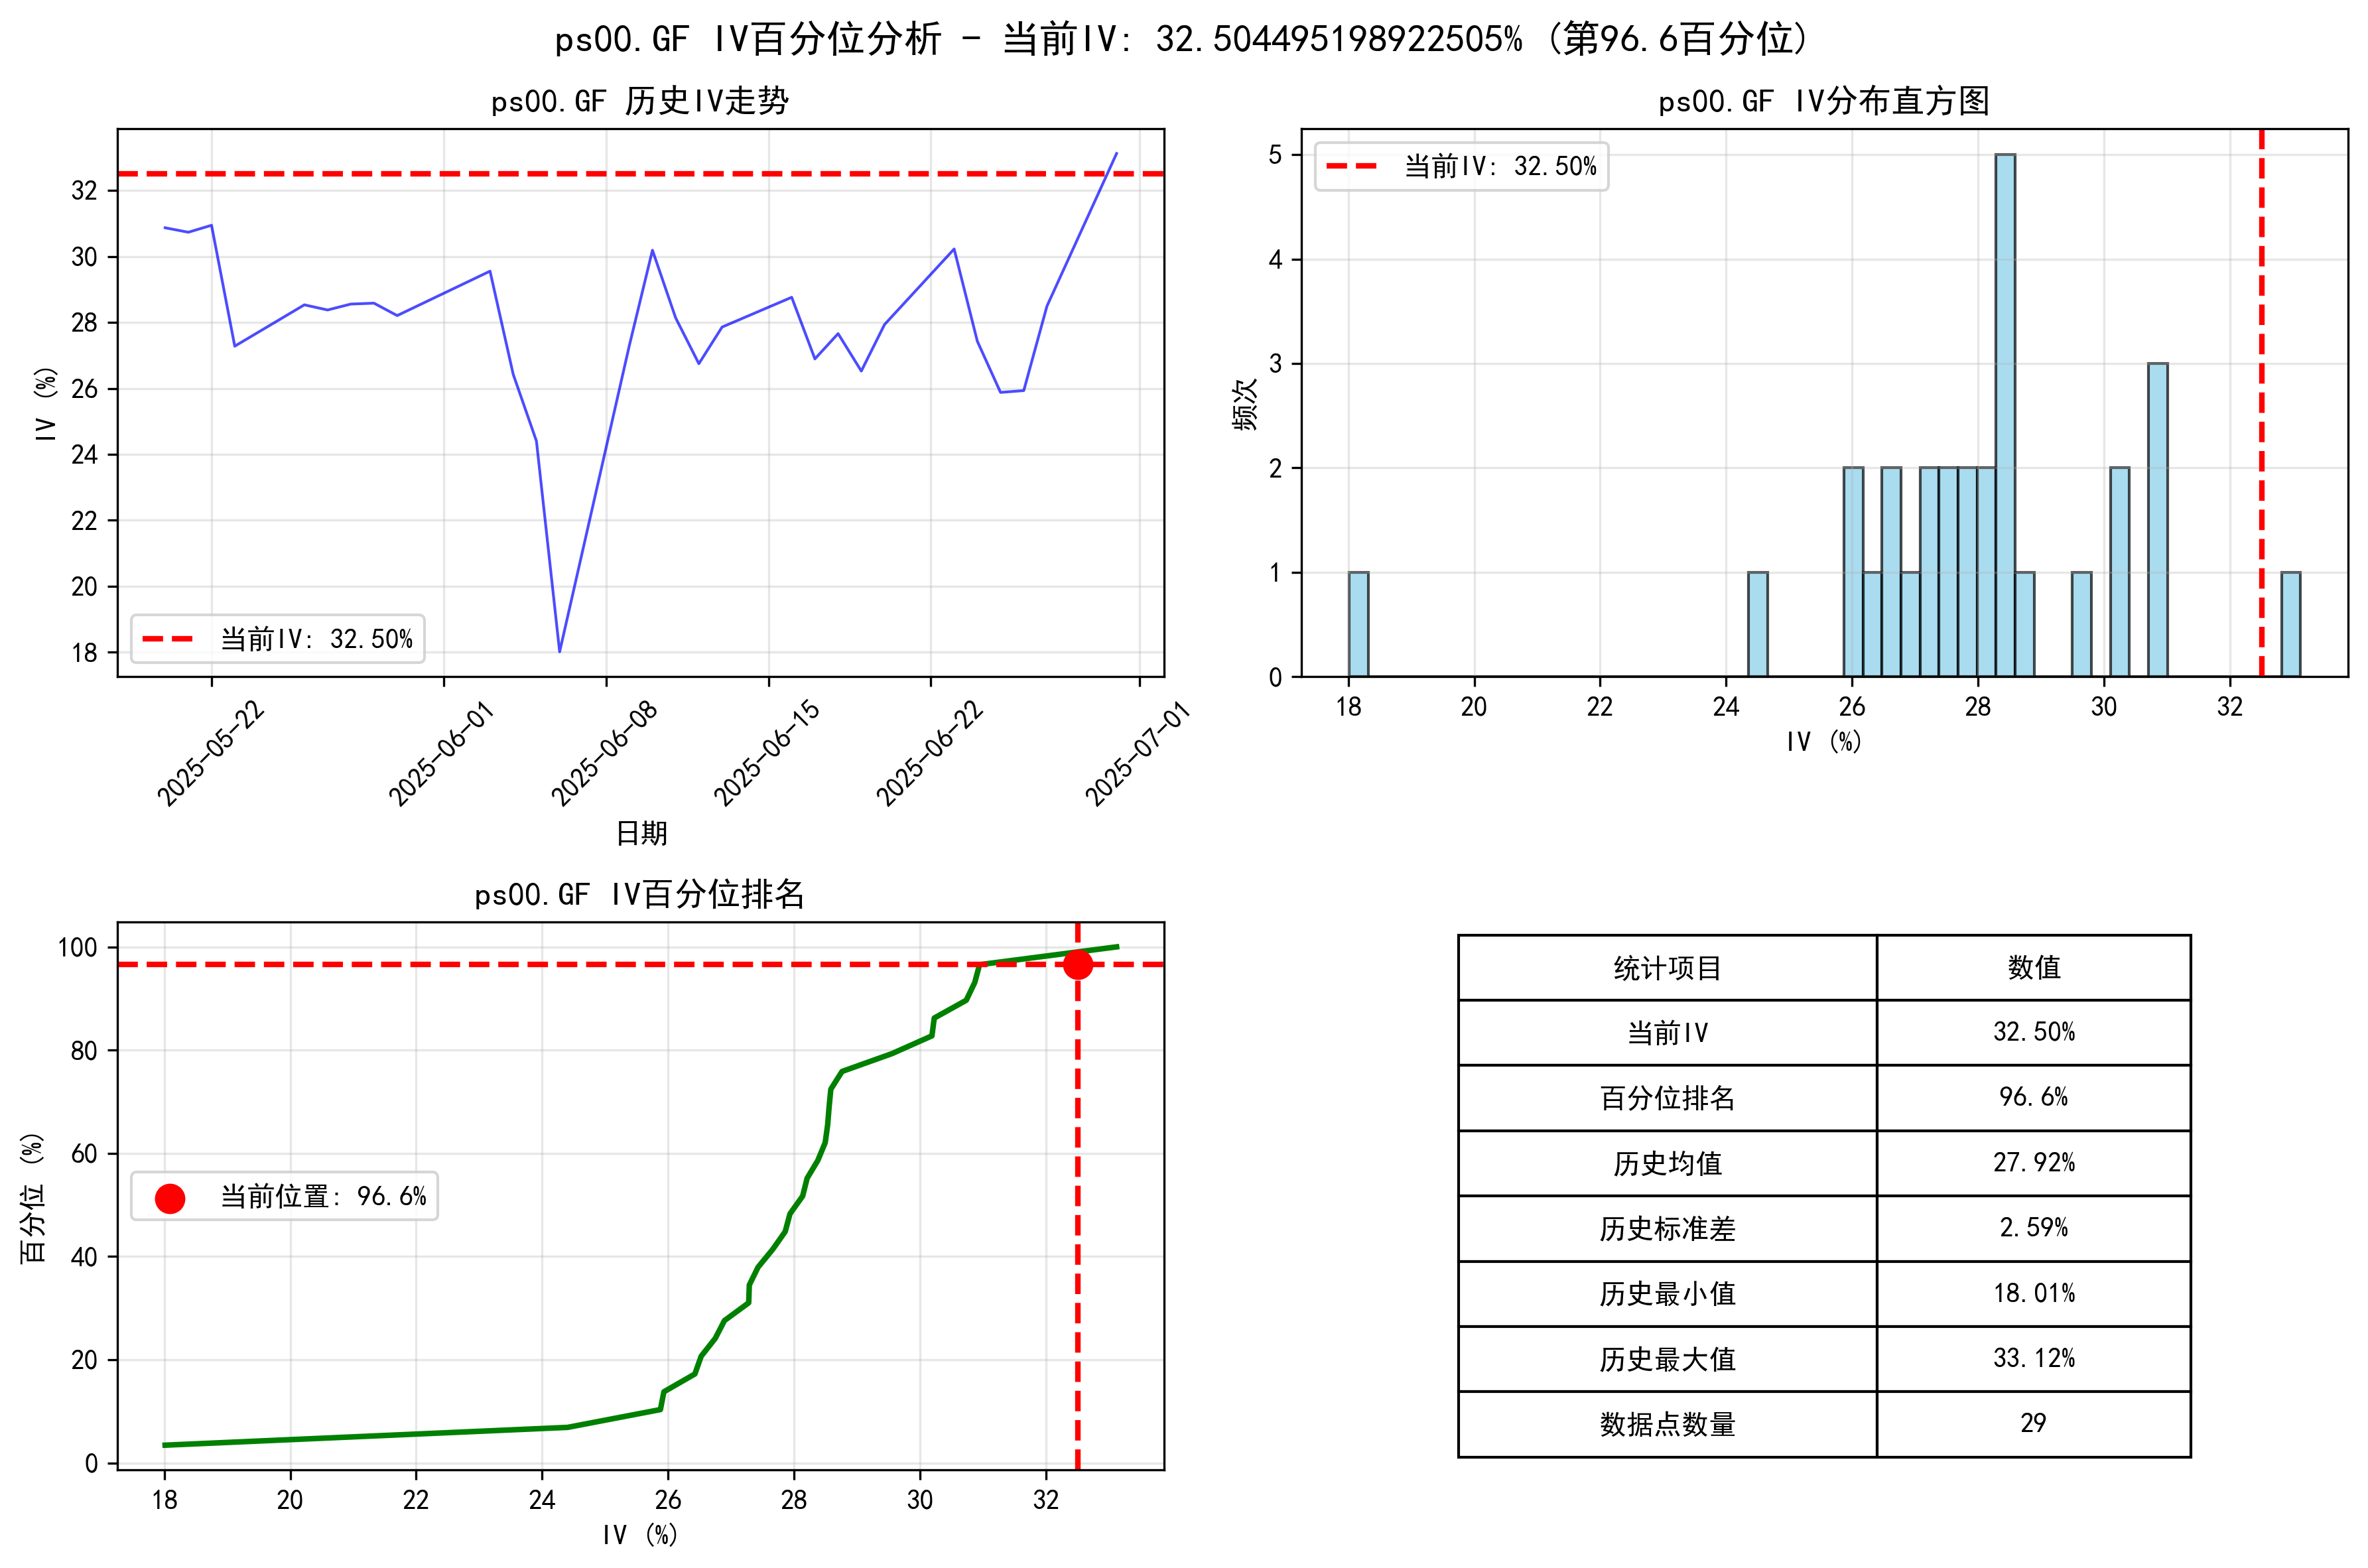 ps00.GF IV百分位分析 - 当前IV: 32.504495198922505% (第96.6百分位)
ps00.GF 历史IV走势
IV (%)
32
30
28
26
24
22
20
18
当前IV: 32.50%
2025-05-22
2025-06-01
2025-06-08
2025-06-15
2025-06-22
2025-07-01
日期
ps00.GF IV分布直方图
频次
5
4
3
2
1
0
当前IV: 32.50%
18
20
22
24
26
28
30
32
IV (%)
ps00.GF IV百分位排名
百分位 (%)
100
80
60
40
20
0
当前位置: 96.6%
18
20
22
24
26
28
30
32
IV (%)
统计项目 数值
当前IV 32.50%
百分位排名 96.6%
历史均值 27.92%
历史标准差 2.59%
历史最小值 18.01%
历史最大值 33.12%
数据点数量 29